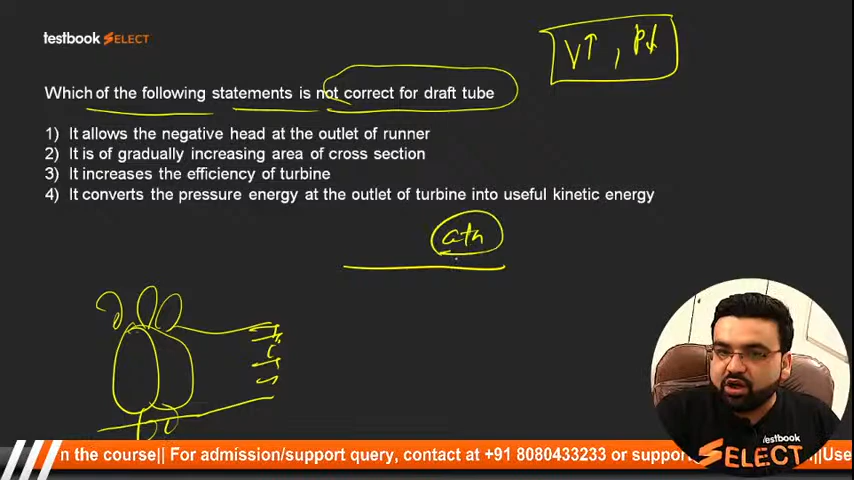 testbook SELECT
V↑, P↓
Which of the following statements is not correct for draft tube
1) It allows the negative head at the outlet of runner
2) It is of gradually increasing area of cross section
3) It increases the efficiency of turbine
4) It converts the pressure energy at the outlet of turbine into useful kinetic energy
atm
testbook
SELECT
n the course|| For admission/support query, contact at +91 8080433233 or suppor ||Use